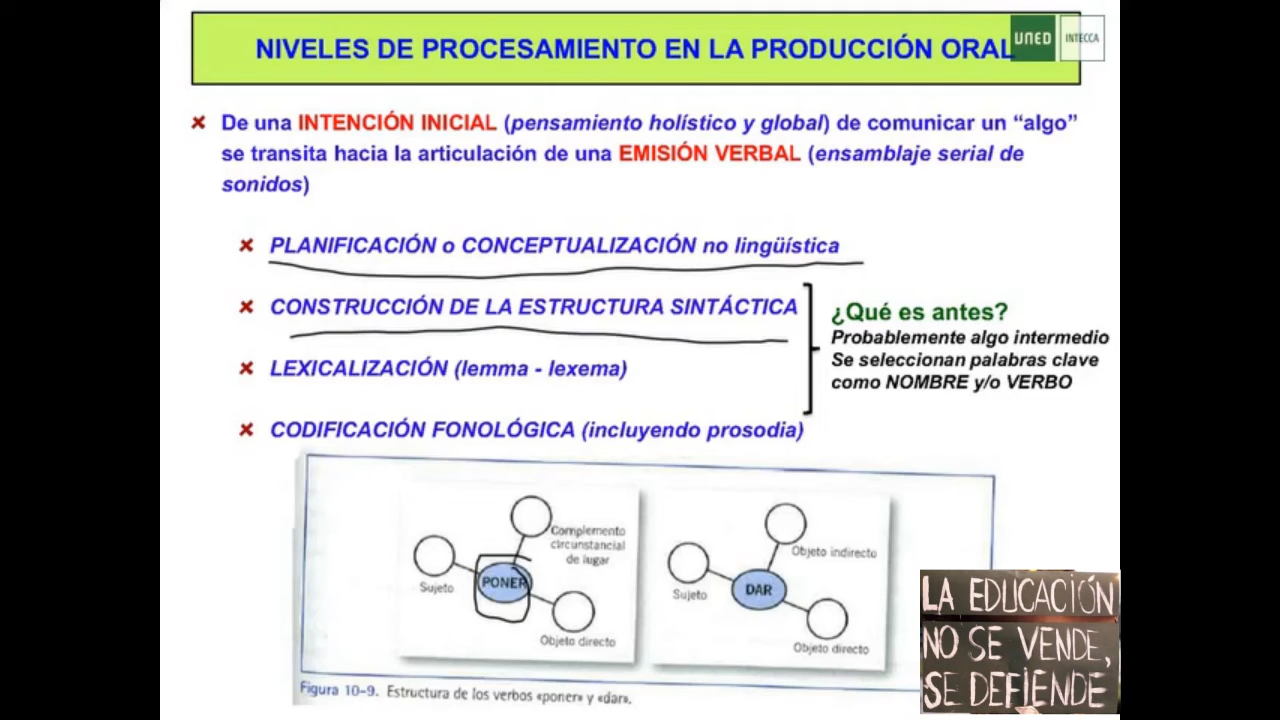 NIVELES DE PROCESAMIENTO EN LA PRODUCCIÓN ORAL
UNED
INTECCA
De una INTENCIÓN INICIAL (pensamiento holístico y global) de comunicar un “algo”
se transita hacia la articulación de una EMISIÓN VERBAL (ensamblaje serial de
sonidos)
PLANIFICACIÓN o CONCEPTUALIZACIÓN no lingüística
CONSTRUCCIÓN DE LA ESTRUCTURA SINTÁCTICA
LEXICALIZACIÓN (lemma - lexema)
CODIFICACIÓN FONOLÓGICA (incluyendo prosodia)
¿Qué es antes?
Probablemente algo intermedio
Se seleccionan palabras clave
como NOMBRE y/o VERBO
Complemento
circunstancial
de lugar
Sujeto
PONER
Objeto directo
Objeto indirecto
Sujeto
DAR
Objeto directo
Figura 10-9. Estructura de los verbos «poner» y «dar».
LA EDUCACIÓN
NO SE VENDE,
SE DEFIENDE